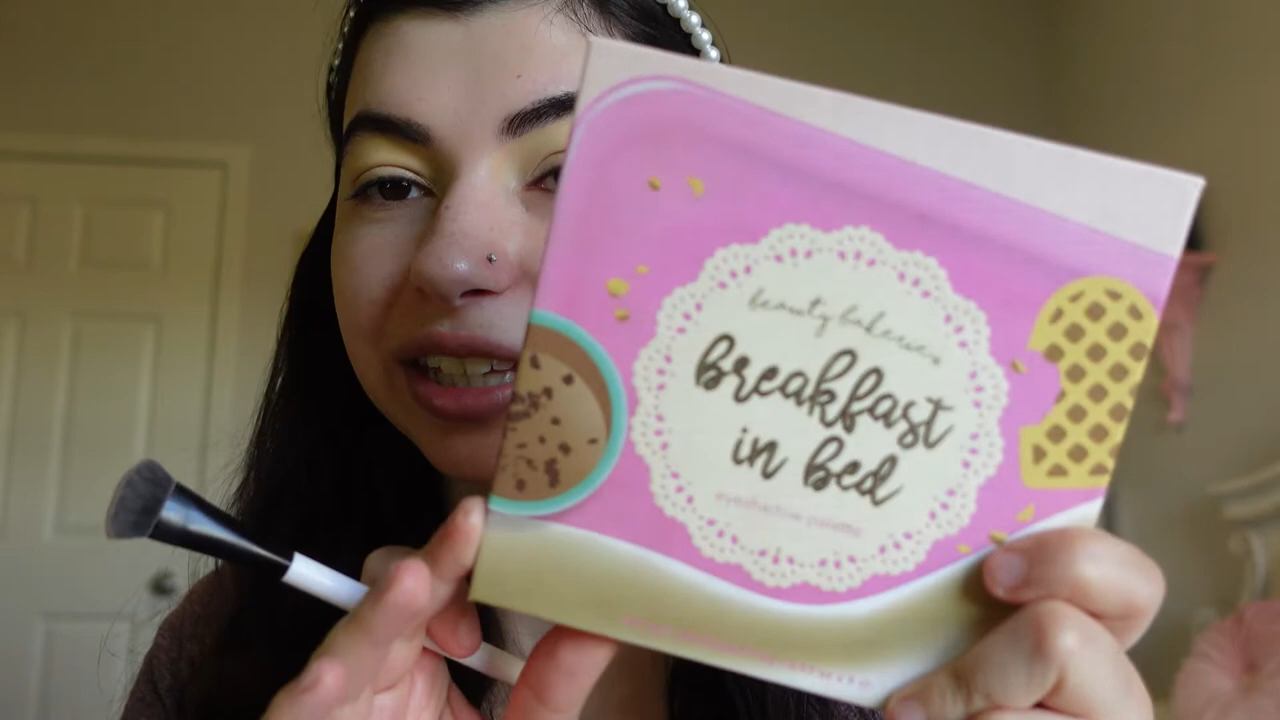 beauty bakerie
breakfast
in bed
eyeshadow palette